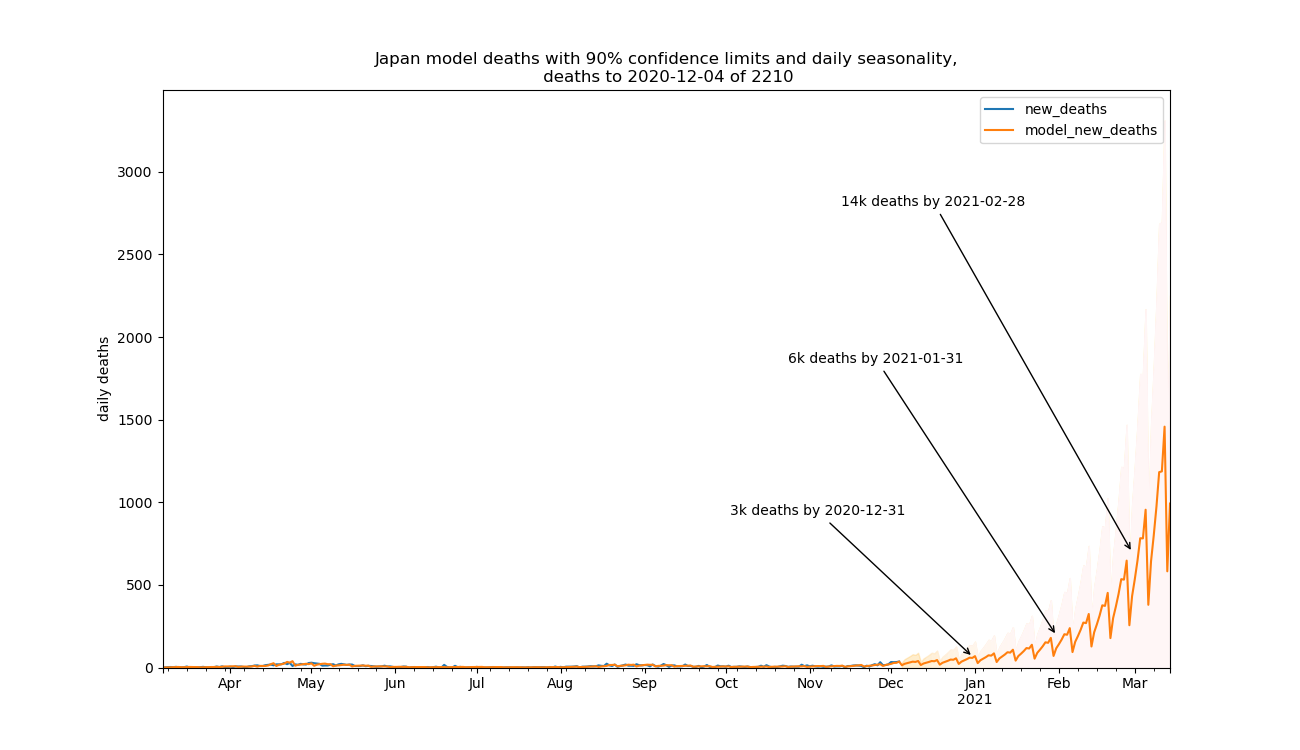 Japan model deaths with 90% confidence limits and daily seasonality,
deaths to 2020-12-04 of 2210
new_deaths
model_new_deaths
3000
2500
2000
1500
1000
500
0
daily deaths
14k deaths by 2021-02-28
6k deaths by 2021-01-31
3k deaths by 2020-12-31
Apr May Jun Jul Aug Sep Oct Nov Dec Jan Feb Mar
2021